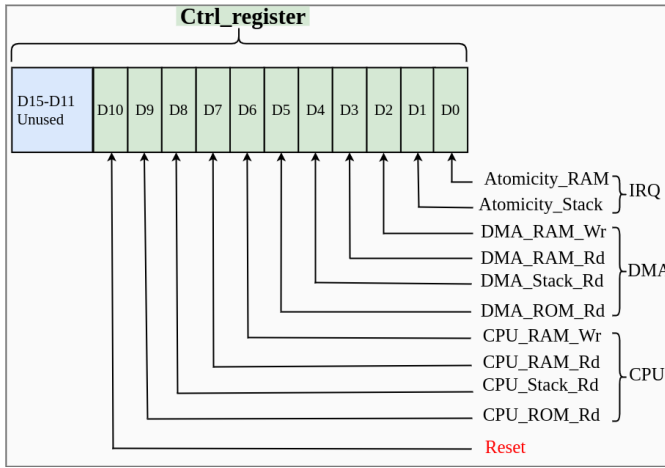 Ctrl_register
D15-D11
Unused
D10
D9
D8
D7
D6
D5
D4
D3
D2
D1
D0
Atomicity_RAM
Atomicity_Stack
IRQ
DMA_RAM_Wr
DMA_RAM_Rd
DMA_Stack_Rd
DMA_ROM_Rd
DMA
CPU_RAM_Wr
CPU_RAM_Rd
CPU_Stack_Rd
CPU_ROM_Rd
CPU
Reset